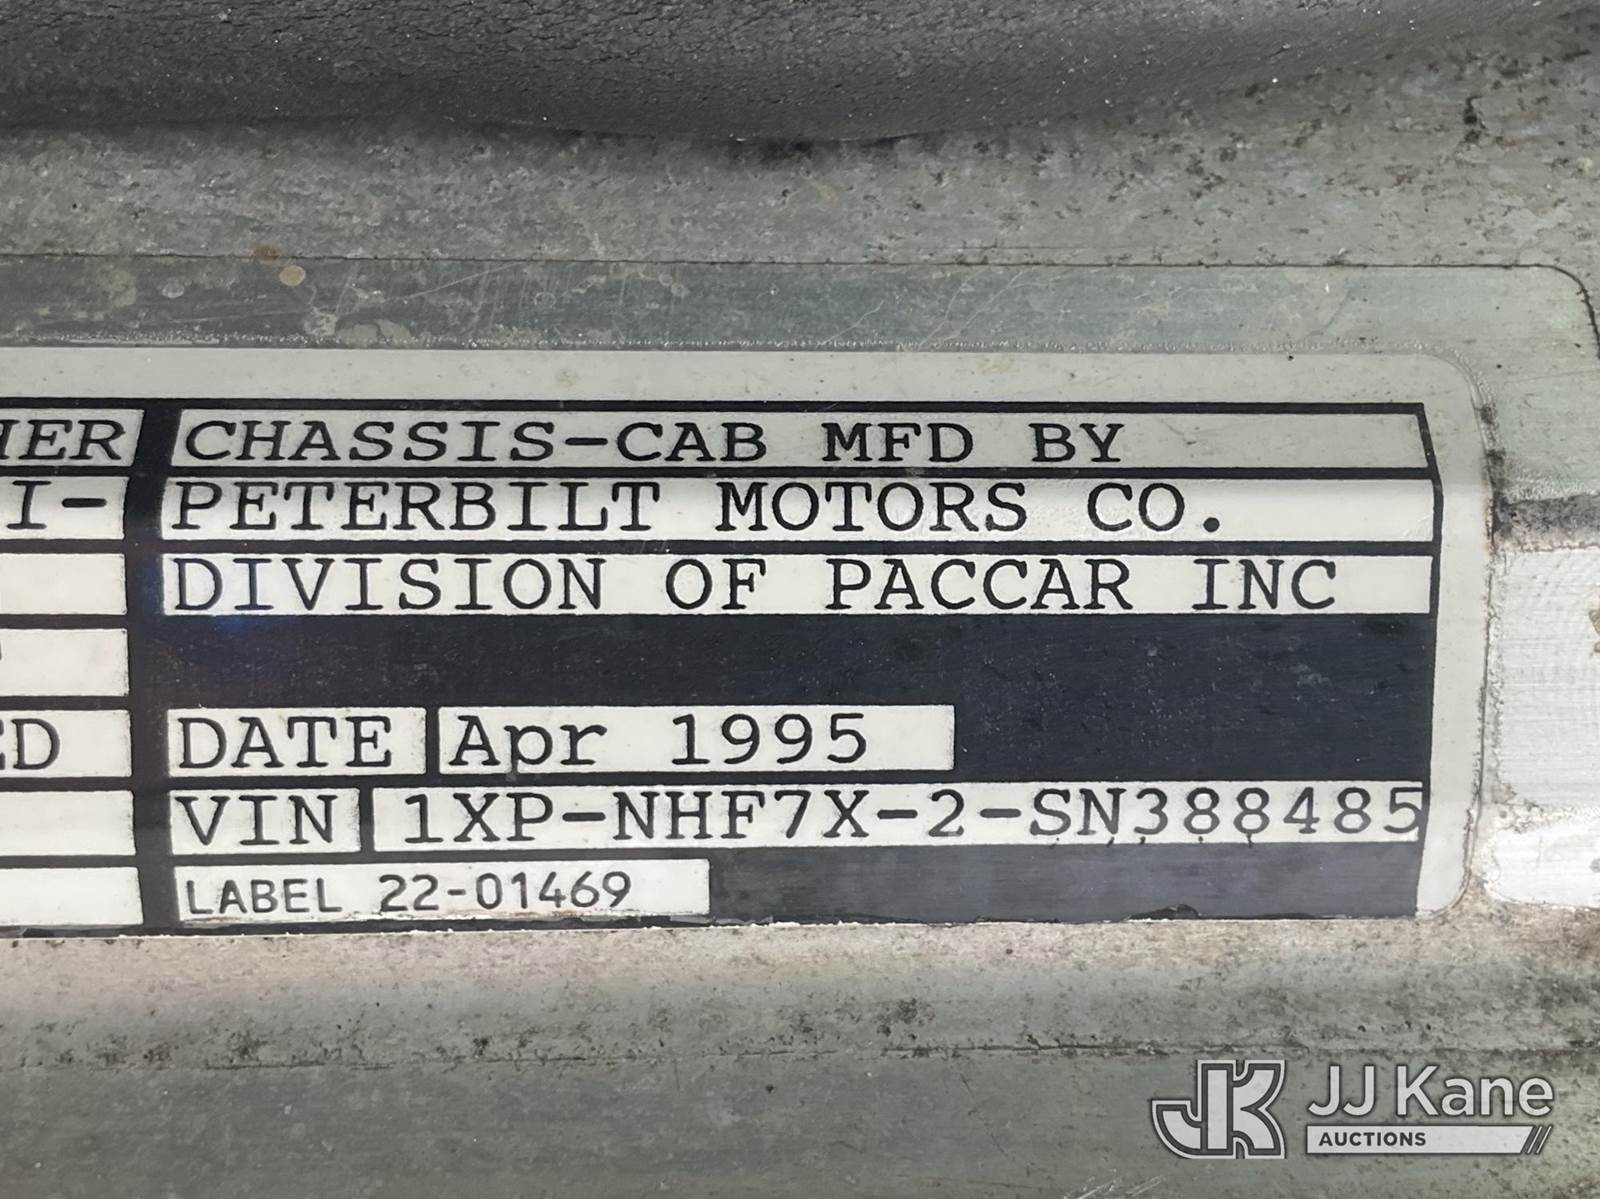 CHASSIS-CAB MFD BY
I- PETERBILT MOTORS CO.
DIVISION OF PACCAR INC
DATE Apr 1995
VIN 1XP-NHF7X-2-SN388485
LABEL 22-01469
JK JJ Kane
AUCTIONS